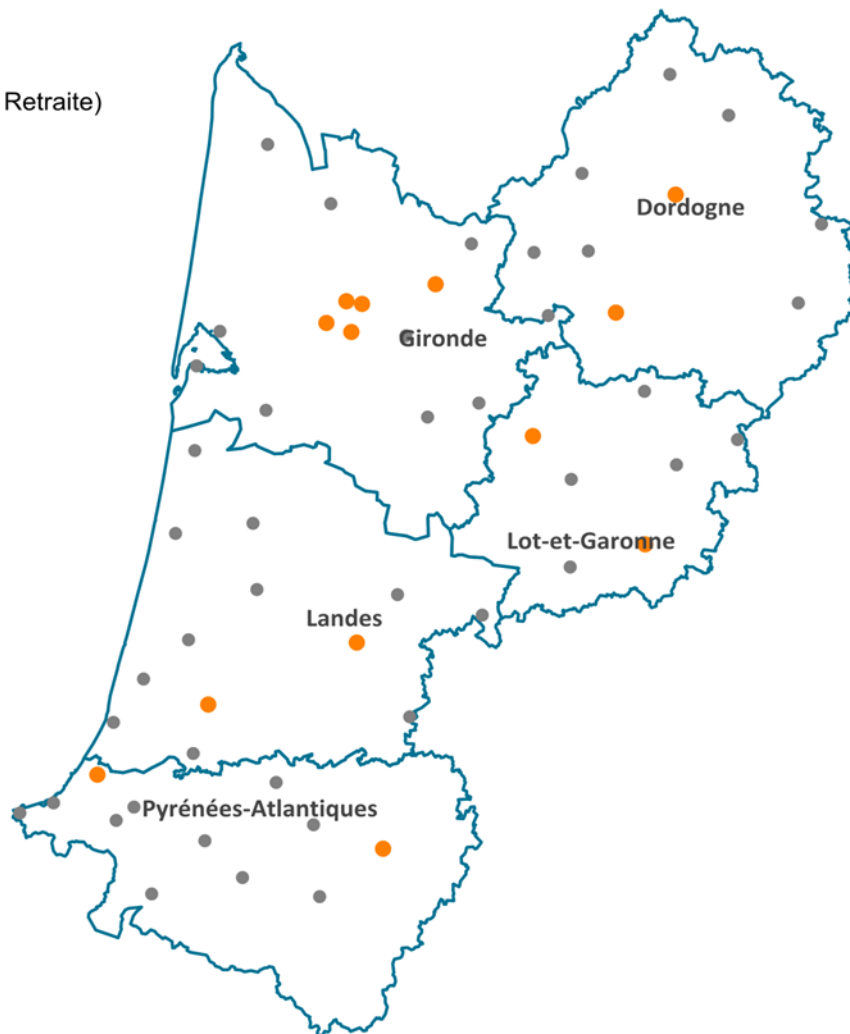 Retraite)
Dordogne
Gironde
Lot-et-Garonne
Landes
Pyrénées-Atlantiques